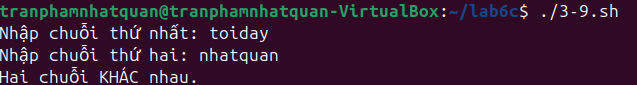 tranphamnhatquan@tranphamnhatquan-VirtualBox:~/lab6c$ ./3-9.sh
Nhập chuỗi thứ nhất: toiday
Nhập chuỗi thứ hai: nhatquan
Hai chuỗi KHÁC nhau.